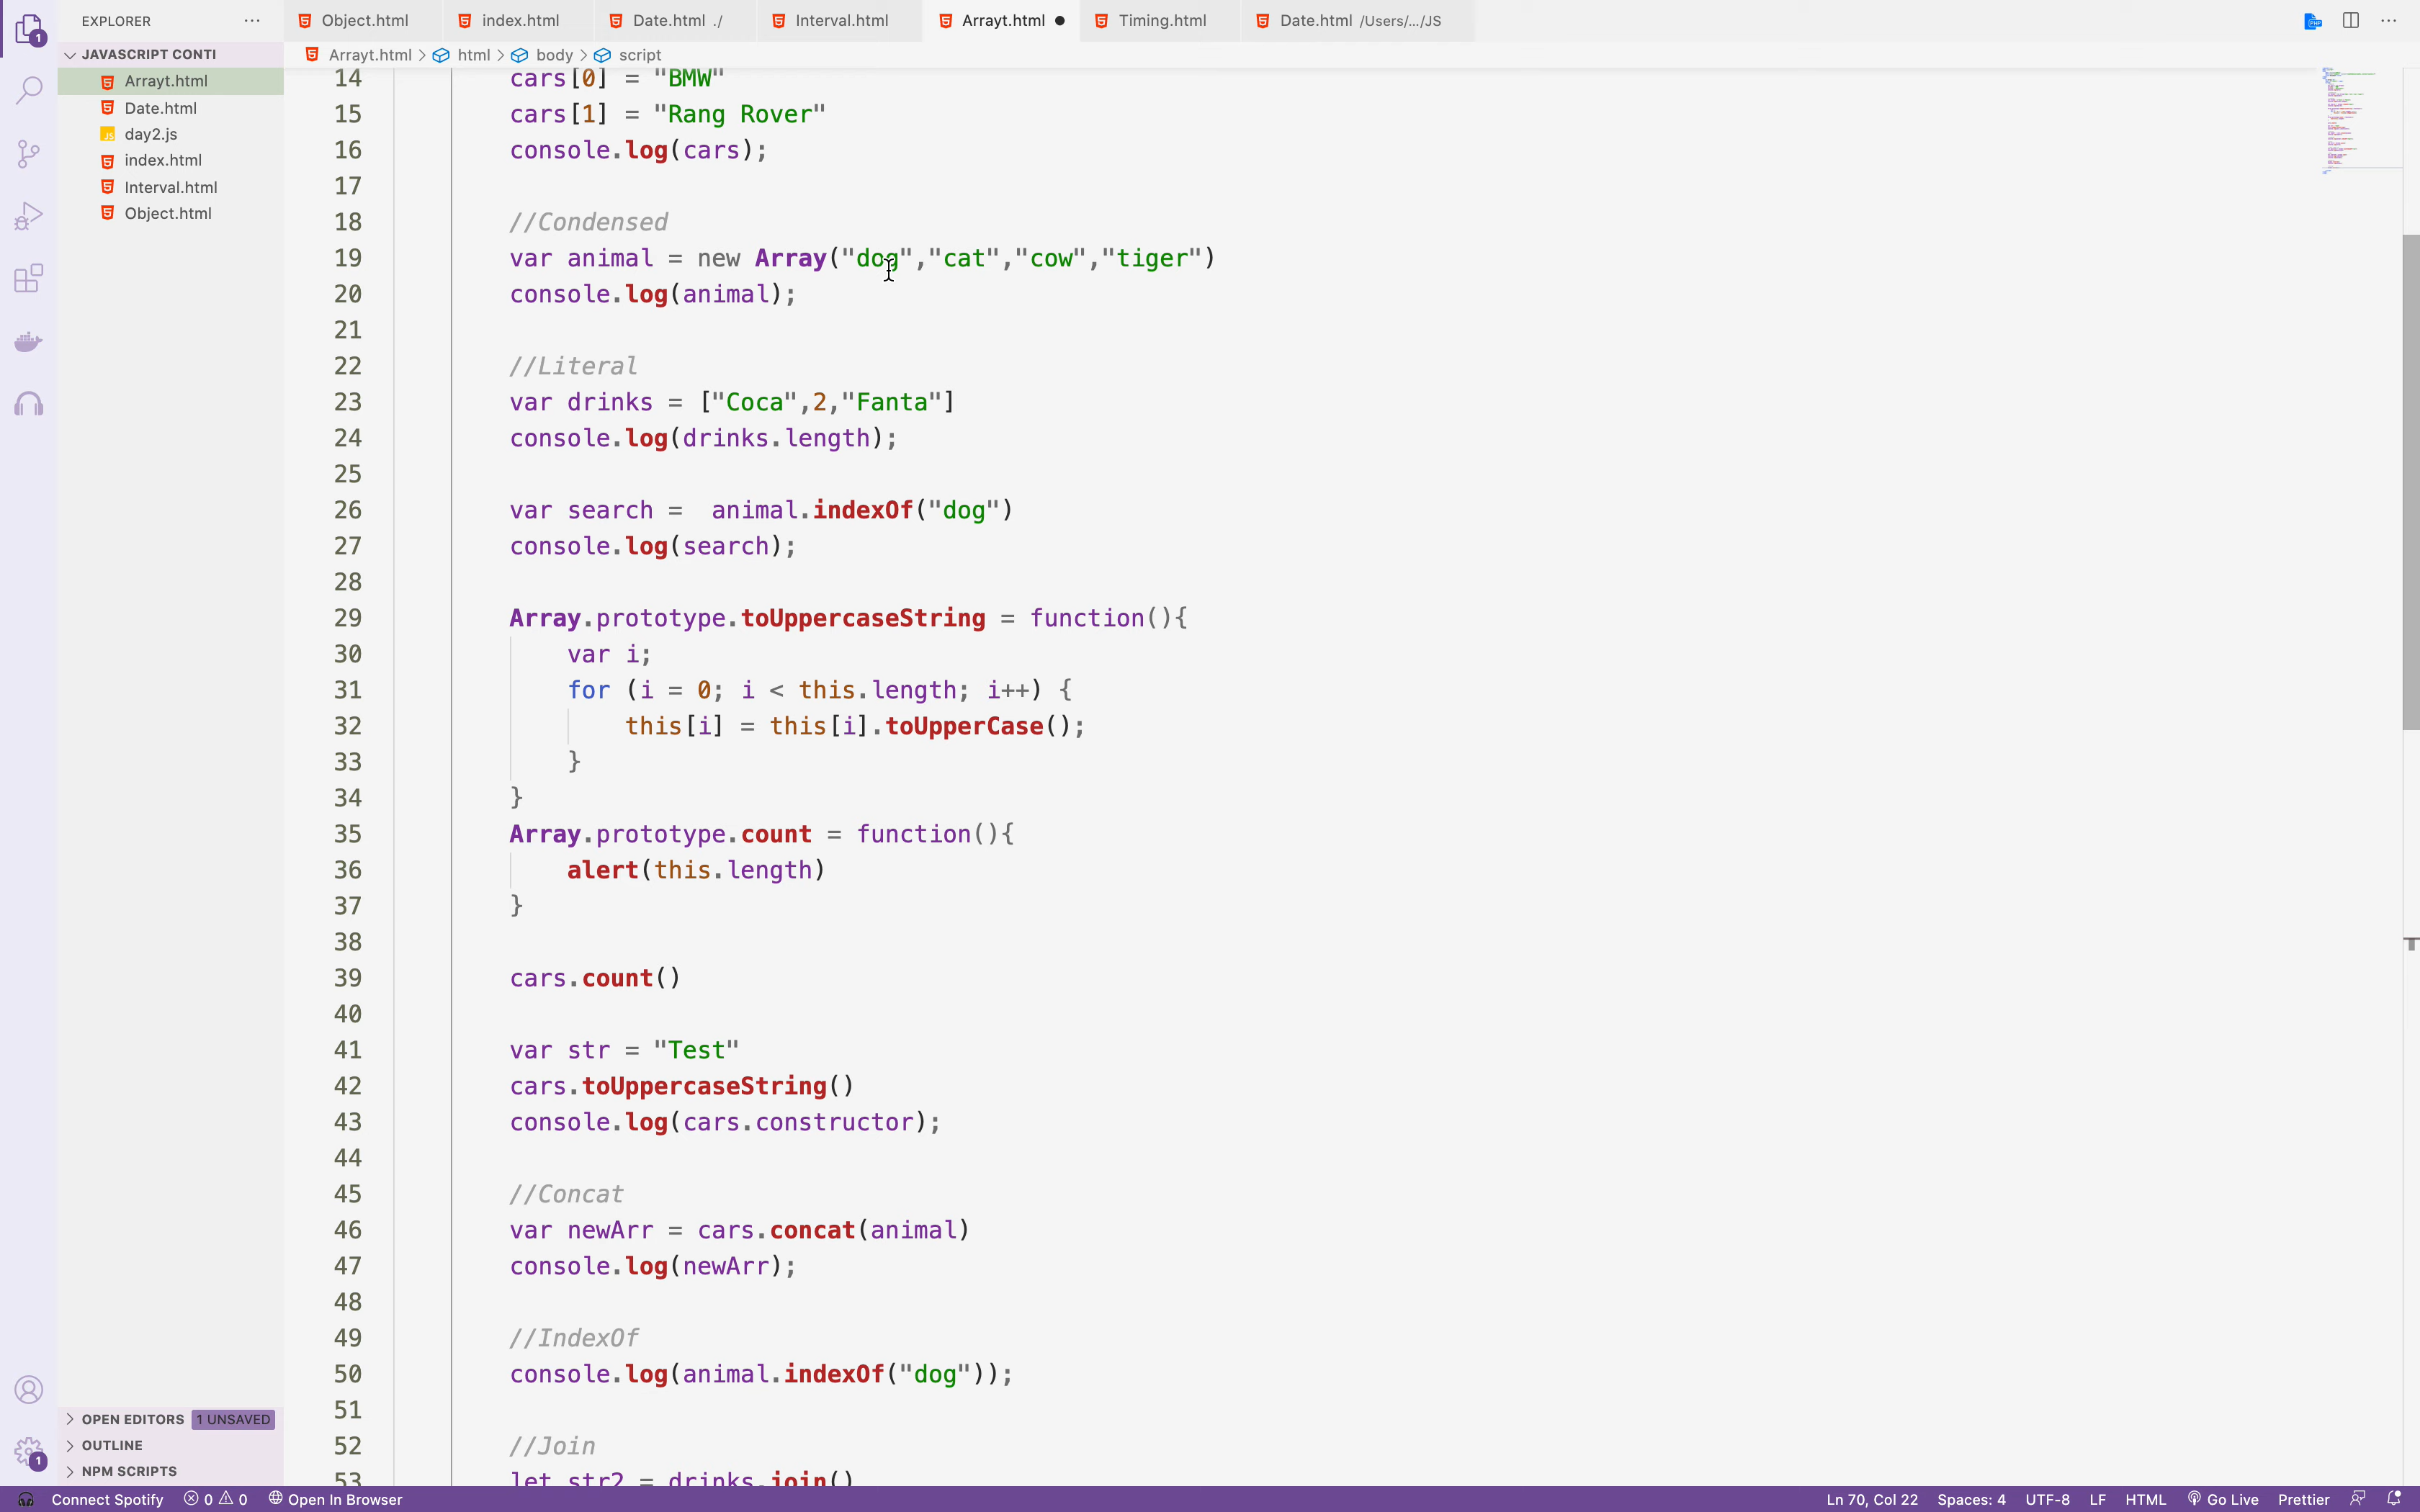 EXPLORER
Object.html
index.html
Date.html ./
Interval.html
Arrayt.html
Timing.html
Date.html /Users/.../JS
JAVASCRIPT CONTI
Arrayt.html > html > body > script
Arrayt.html
Date.html
day2.js
index.html
Interval.html
Object.html
14 cars[0] = "BMW"
15 cars[1] = "Rang Rover"
16 console.log(cars);
17
18 //Condensed
19 var animal = new Array("dog","cat","cow","tiger")
20 console.log(animal);
21
22 //Literal
23 var drinks = ["Coca",2,"Fanta"]
24 console.log(drinks.length);
25
26 var search =  animal.indexOf("dog")
27 console.log(search);
28
29 Array.prototype.toUppercaseString = function(){
30 var i;
31 for (i = 0; i < this.length; i++) {
32 this[i] = this[i].toUpperCase();
33 }
34 }
35 Array.prototype.count = function(){
36 alert(this.length)
37 }
38
39 cars.count()
40
41 var str = "Test"
42 cars.toUppercaseString()
43 console.log(cars.constructor);
44
45 //Concat
46 var newArr = cars.concat(animal)
47 console.log(newArr);
48
49 //IndexOf
50 console.log(animal.indexOf("dog"));
51
52 //Join
53 let str2 = drinks.join()
OPEN EDITORS 1 UNSAVED
OUTLINE
NPM SCRIPTS
1
1
Connect Spotify 0 0 Open In Browser
Ln 70, Col 22 Spaces: 4 UTF-8 LF HTML Go Live Prettier